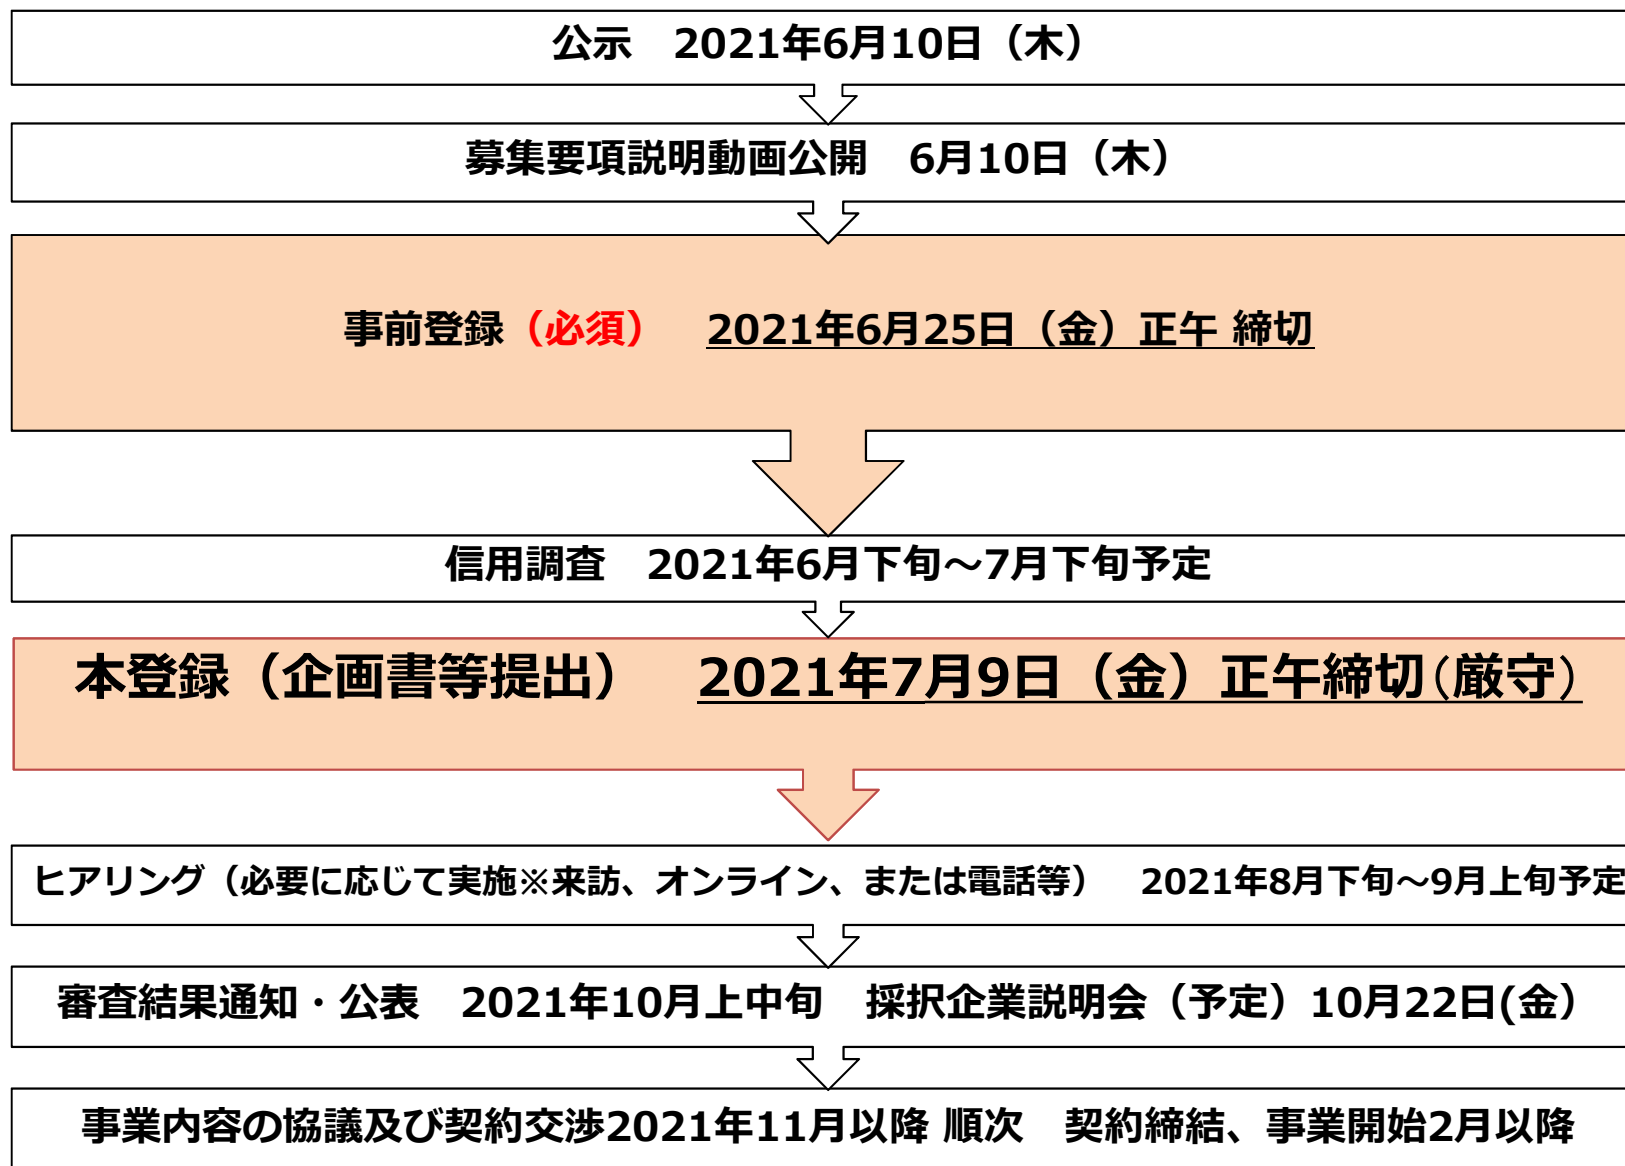 公示　2021年6月10日（木）
募集要項説明動画公開　6月10日（木）
事前登録（必須）　2021年6月25日（金）正午 締切
信用調査　2021年6月下旬～7月下旬予定
本登録（企画書等提出）　2021年7月9日（金）正午締切（厳守）
ヒアリング（必要に応じて実施※来訪、オンライン、または電話等）　2021年8月下旬～9月上旬予定
審査結果通知・公表　2021年10月上中旬　採択企業説明会（予定）10月22日(金）
事業内容の協議及び契約交渉2021年11月以降 順次　契約締結、事業開始2月以降